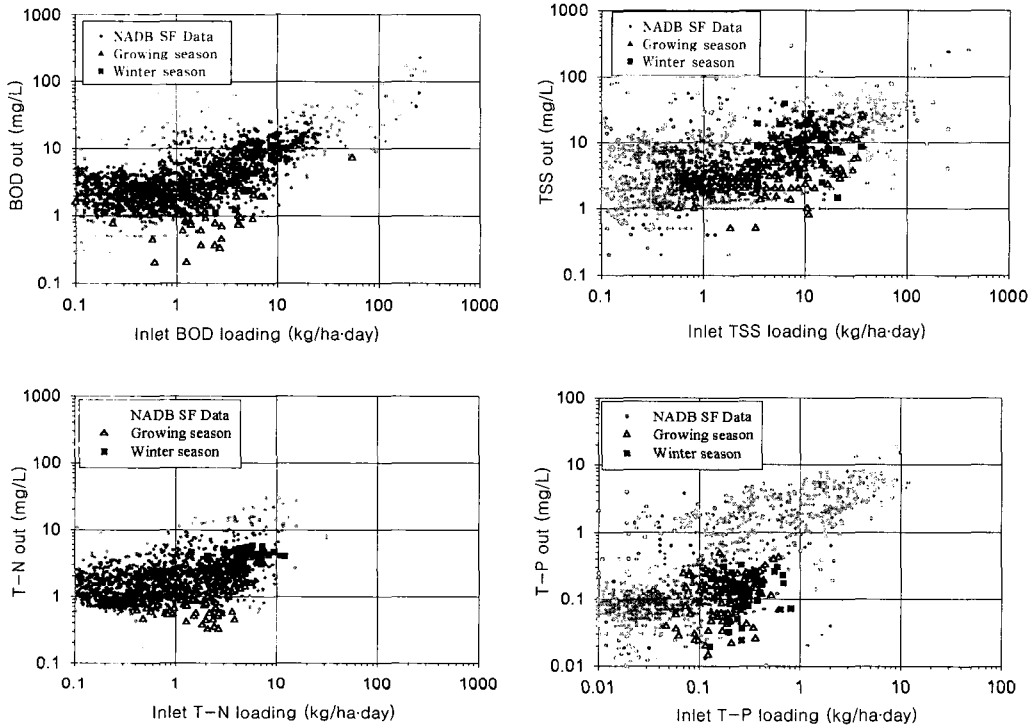 1000
100
10
1
0.1
BOD out (mg/L)
NADB SF Data
Growing season
Winter season
0.1 1 10 100 1000
Inlet BOD loading (kg/ha·day)
1000
100
10
1
0.1
TSS out (mg/L)
NADB SF Data
Growing season
Winter season
0.1 1 10 100 1000
Inlet TSS loading (kg/ha·day)
1000
100
10
1
0.1
T-N out (mg/L)
NADB SF Data
Growing season
Winter season
0.1 1 10 100 1000
Inlet T-N loading (kg/ha·day)
100
10
1
0.1
0.01
T-P out (mg/L)
NADB SF Data
Growing season
Winter season
0.01 0.1 1 10 100
Inlet T-P loading (kg/ha·day)